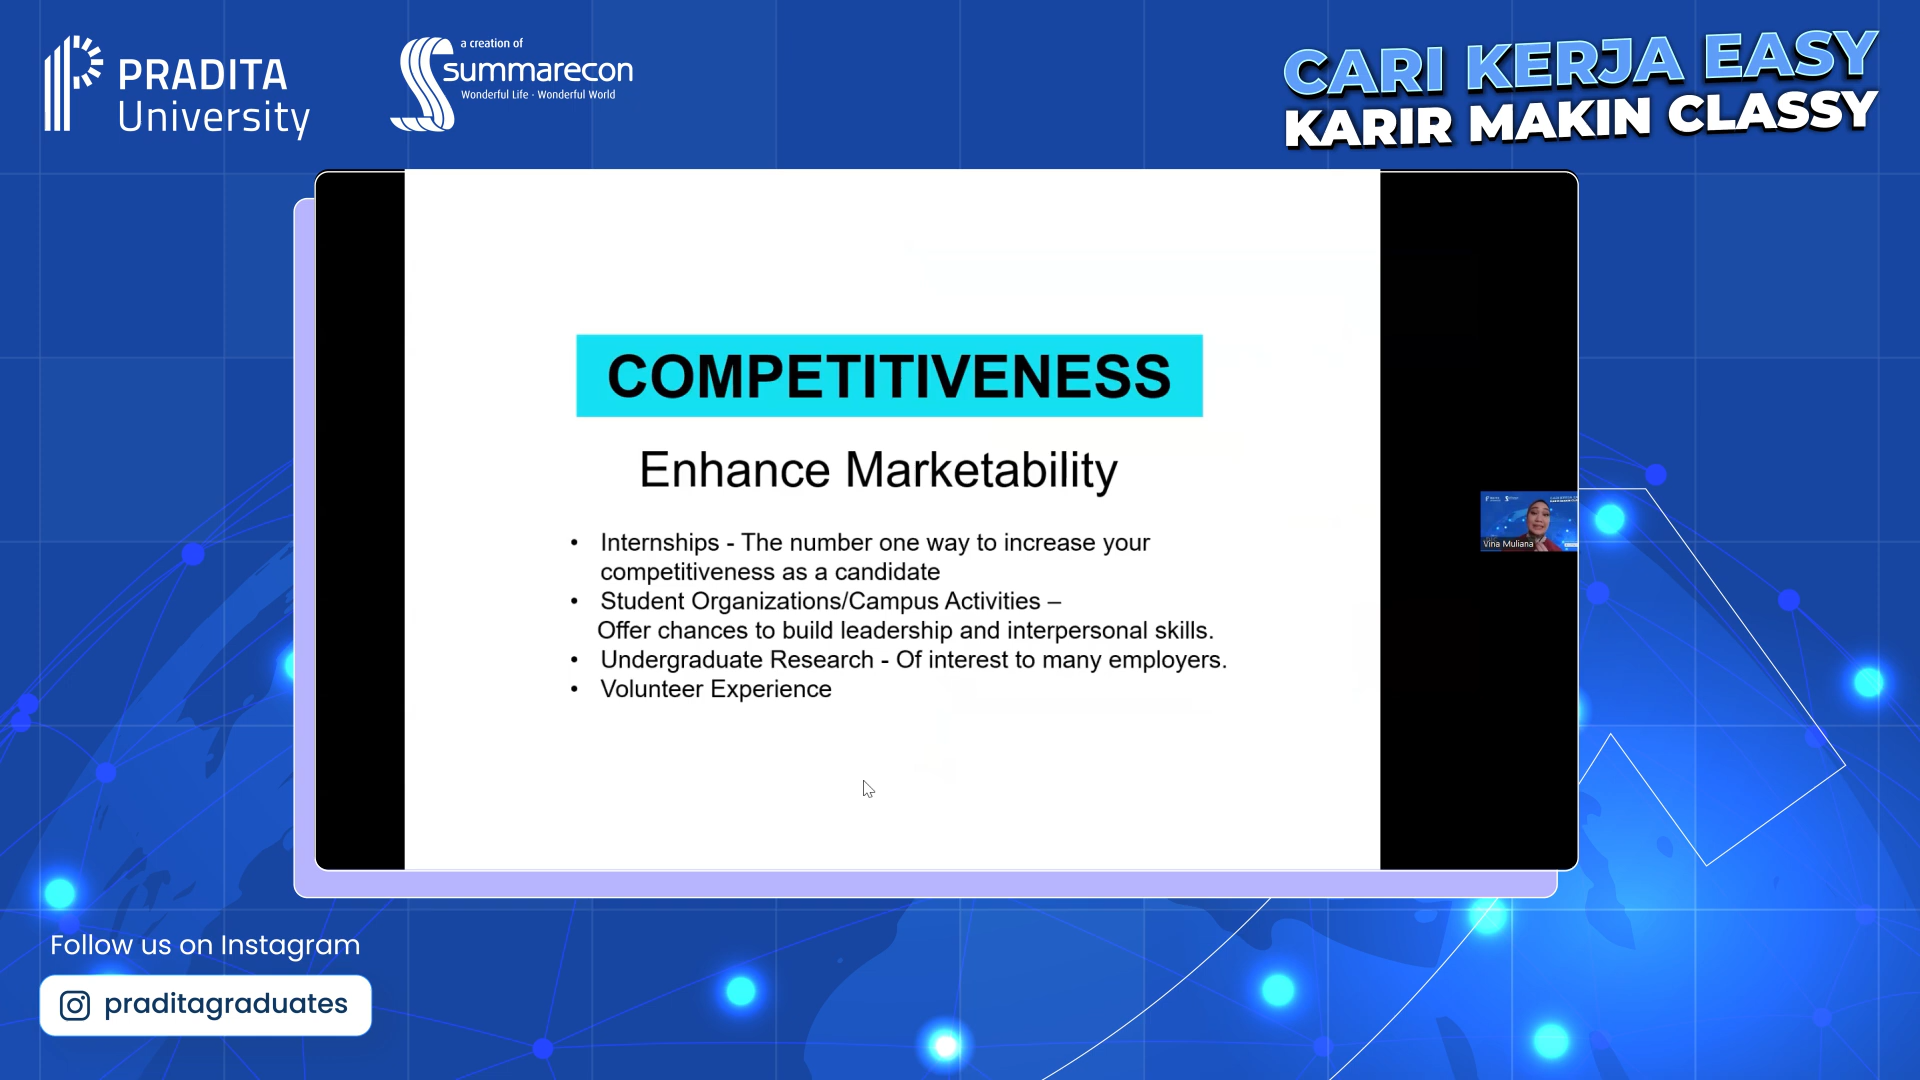 PRADITA
University
a creation of
summarecon
Wonderful Life - Wonderful World
CARI KERJA EASY
KARIR MAKIN CLASSY
COMPETITIVENESS
Enhance Marketability
• Internships - The number one way to increase your
competitiveness as a candidate
• Student Organizations/Campus Activities –
Offer chances to build leadership and interpersonal skills.
• Undergraduate Research - Of interest to many employers.
• Volunteer Experience
Vina Muliana
Follow us on Instagram
praditagraduates